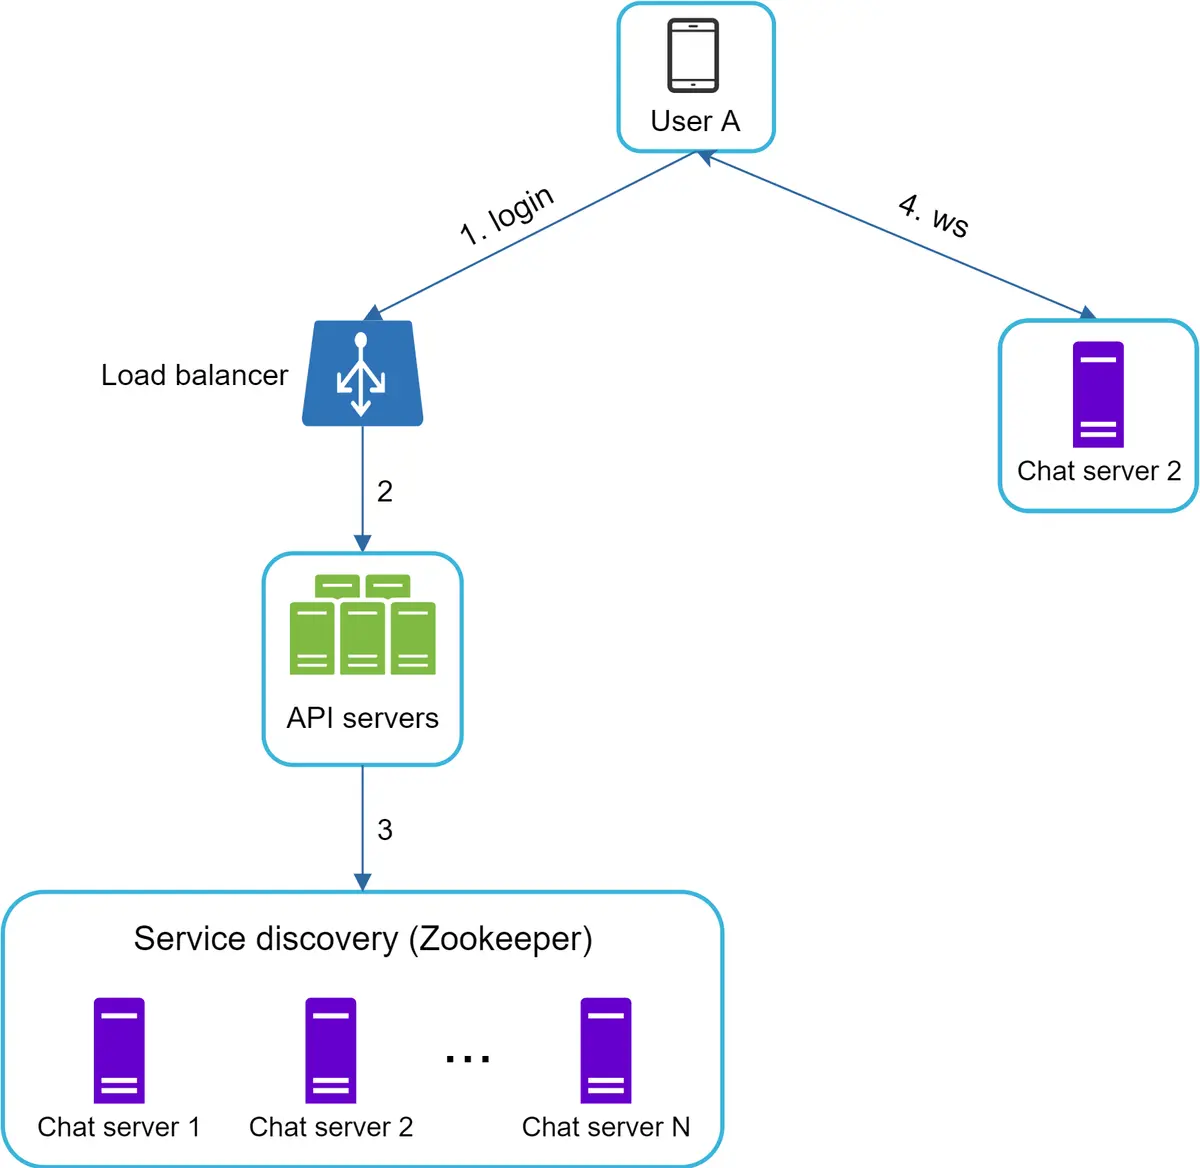 User A
1. login
4. ws
Load balancer
Chat server 2
2
API servers
3
Service discovery (Zookeeper)
...
Chat server 1
Chat server 2
Chat server N